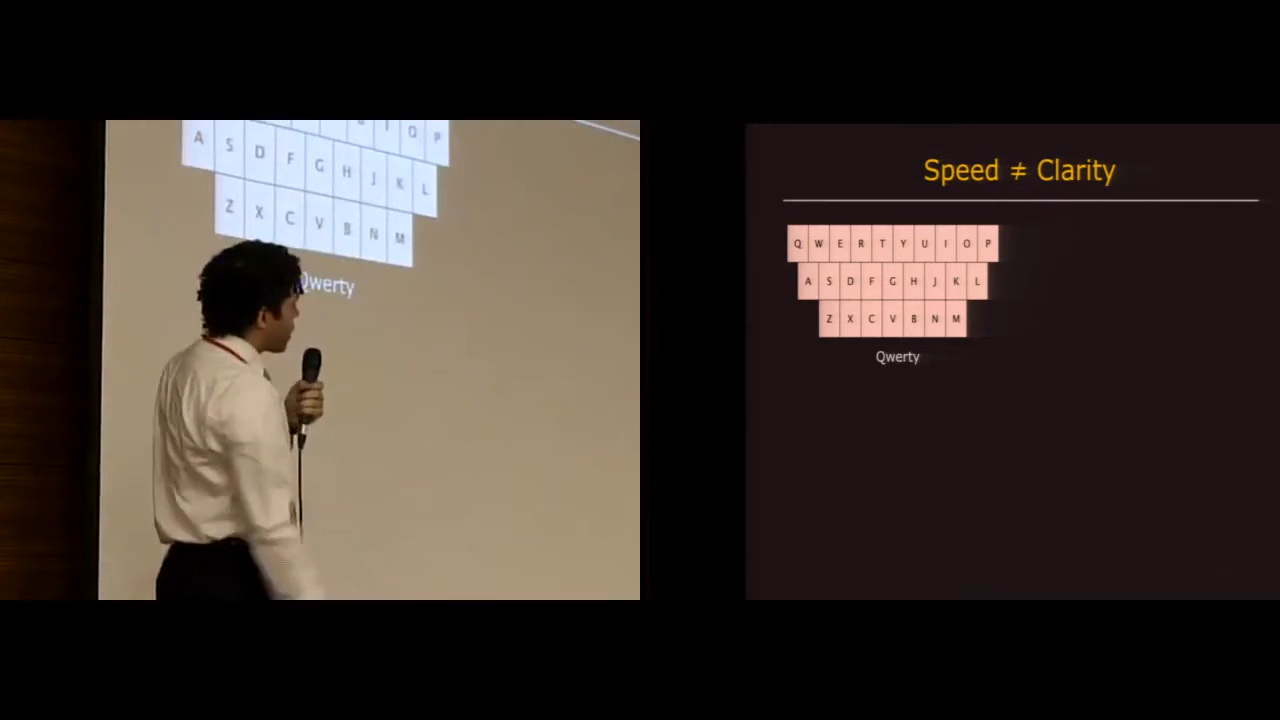 I O P
A S D F G H J K L
Z X C V B N M
Qwerty
Speed ≠ Clarity
Q W E R T Y U I O P
A S D F G H J K L
Z X C V B N M
Qwerty